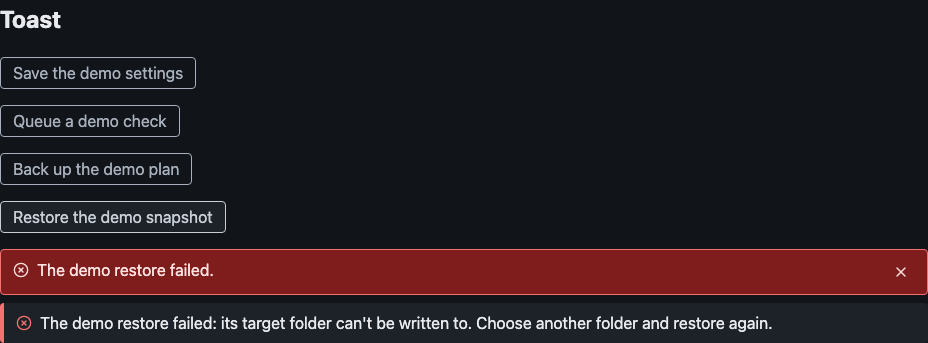 Toast
Save the demo settings
Queue a demo check
Back up the demo plan
Restore the demo snapshot
The demo restore failed.
The demo restore failed: its target folder can't be written to. Choose another folder and restore again.